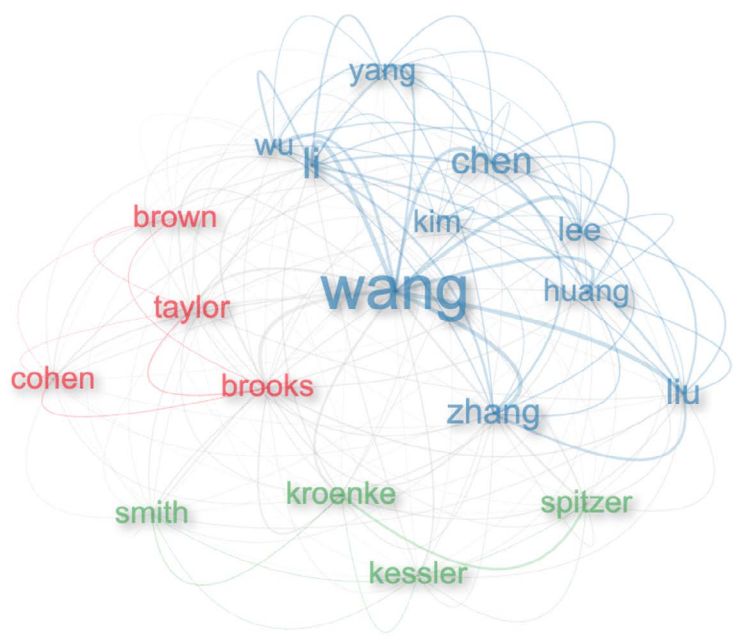 yang
wu
li
chen
brown
kim
lee
wang
huang
taylor
cohen
brooks
liu
zhang
kroenke
smith
spitzer
kessler